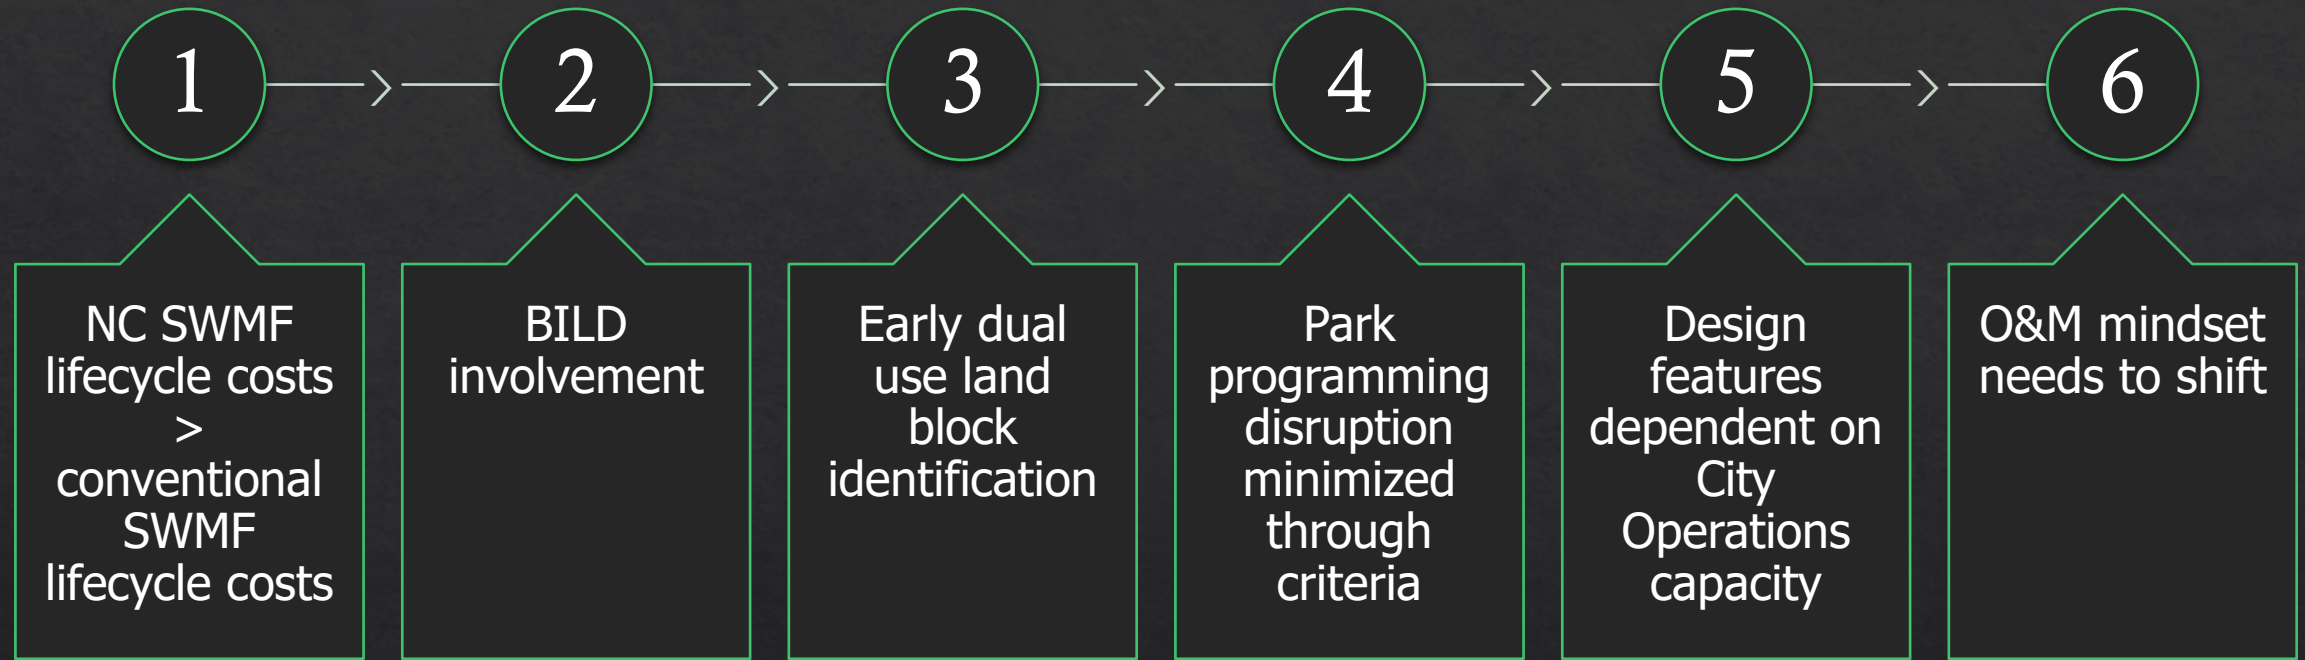 1
NC SWMF
lifecycle costs
>
conventional
SWMF
lifecycle costs
2
BILD
involvement
3
Early dual
use land
block
identification
4
Park
programming
disruption
minimized
through
criteria
5
Design
features
dependent on
City
Operations
capacity
6
O&M mindset
needs to shift